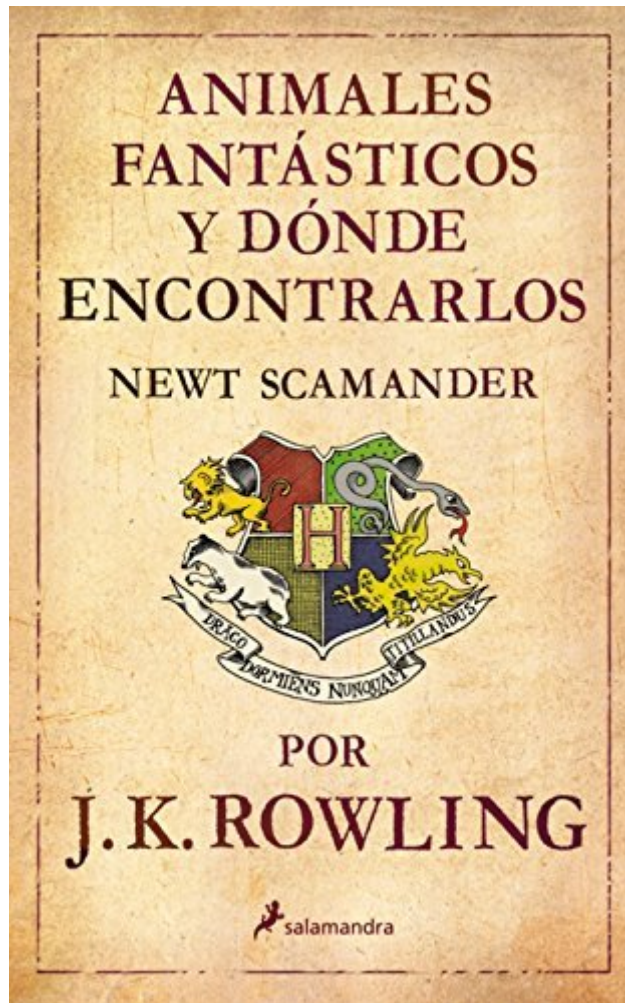 ANIMALES
FANTÁSTICOS
Y DÓNDE
ENCONTRARLOS
NEWT SCAMANDER
H
DRACO
DORMIENS NUNQUAM
TITILLANDUS
POR
J.K. ROWLING
salamandra